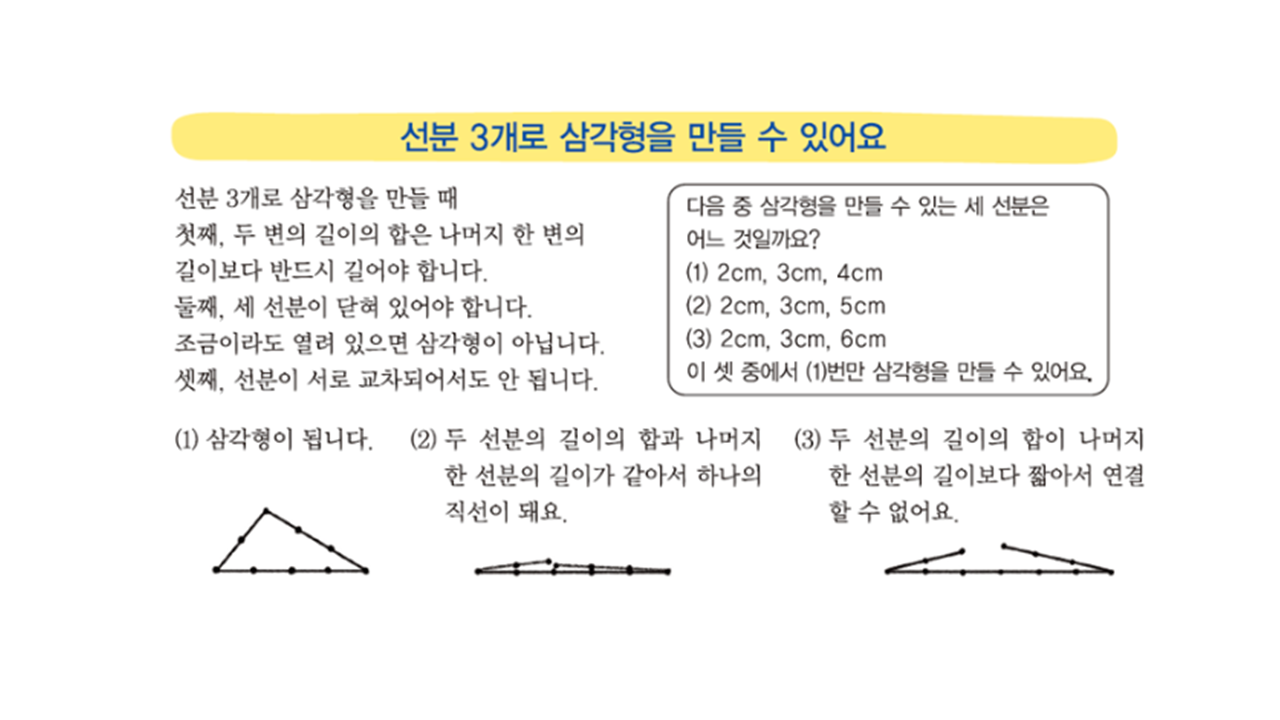 선분 3개로 삼각형을 만들 수 있어요
선분 3개로 삼각형을 만들 때
첫째, 두 변의 길이의 합은 나머지 한 변의
길이보다 반드시 길어야 합니다.
둘째, 세 선분이 닫혀 있어야 합니다.
조금이라도 열려 있으면 삼각형이 아닙니다.
셋째, 선분이 서로 교차되어서도 안 됩니다.
다음 중 삼각형을 만들 수 있는 세 선분은
어느 것일까요?
(1) 2cm, 3cm, 4cm
(2) 2cm, 3cm, 5cm
(3) 2cm, 3cm, 6cm
이 셋 중에서 (1)번만 삼각형을 만들 수 있어요.
(1) 삼각형이 됩니다.
(2) 두 선분의 길이의 합과 나머지
한 선분의 길이가 같아서 하나의
직선이 돼요.
(3) 두 선분의 길이의 합이 나머지
한 선분의 길이보다 짧아서 연결
할 수 없어요.